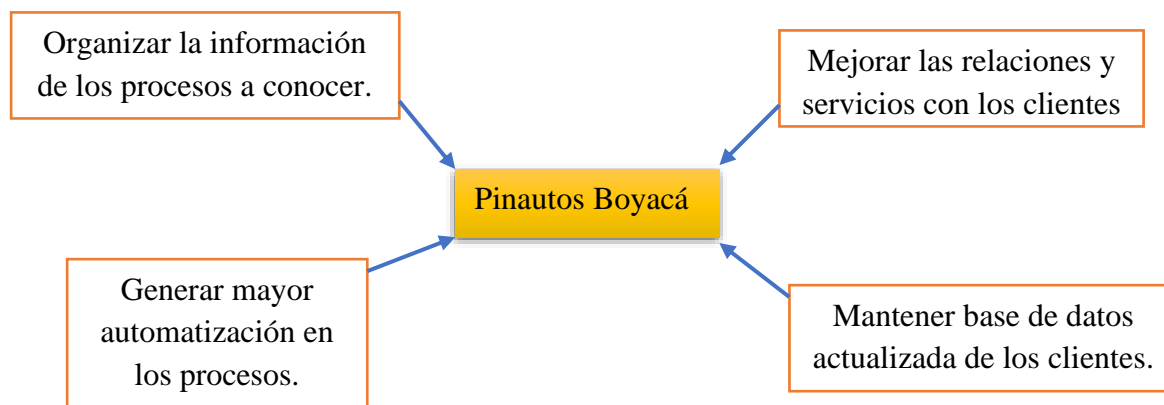 Organizar la información
de los procesos a conocer.
Mejorar las relaciones y
servicios con los clientes
Pinautos Boyacá
Generar mayor
automatización en
los procesos.
Mantener base de datos
actualizada de los clientes.